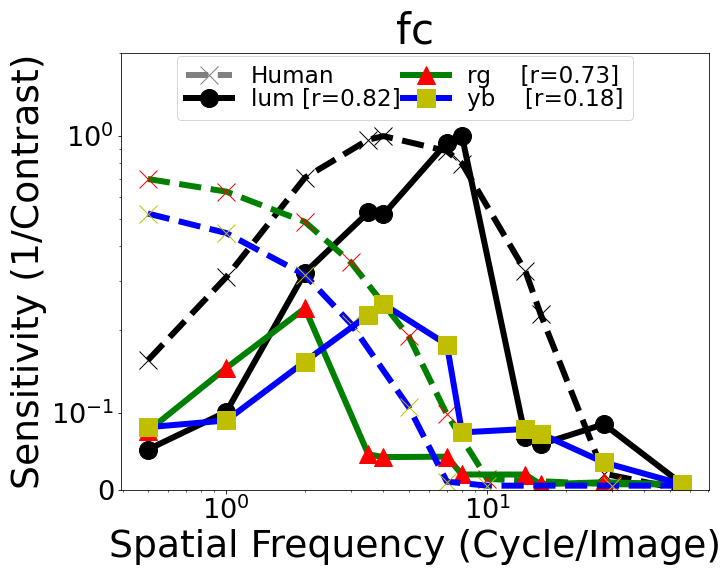 fc
Human
lum [r=0.82]
rg [r=0.73]
yb [r=0.18]
Sensitivity (1/Contrast)
10⁰
10⁻¹
0
10⁰ 10¹
Spatial Frequency (Cycle/Image)